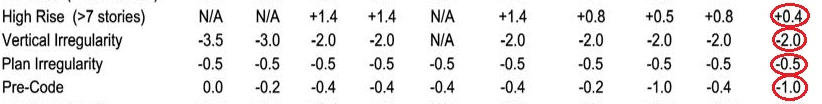 High Rise (>7 stories) N/A N/A +1.4 +1.4 N/A +1.4 +0.8 +0.5 +0.8 +0.4
Vertical Irregularity -3.5 -3.0 -2.0 -2.0 N/A -2.0 -2.0 -2.0 -2.0 -2.0
Plan Irregularity -0.5 -0.5 -0.5 -0.5 -0.5 -0.5 -0.5 -0.5 -0.5 -0.5
Pre-Code 0.0 -0.2 -0.4 -0.4 -0.4 -0.4 -0.2 -1.0 -0.4 -1.0